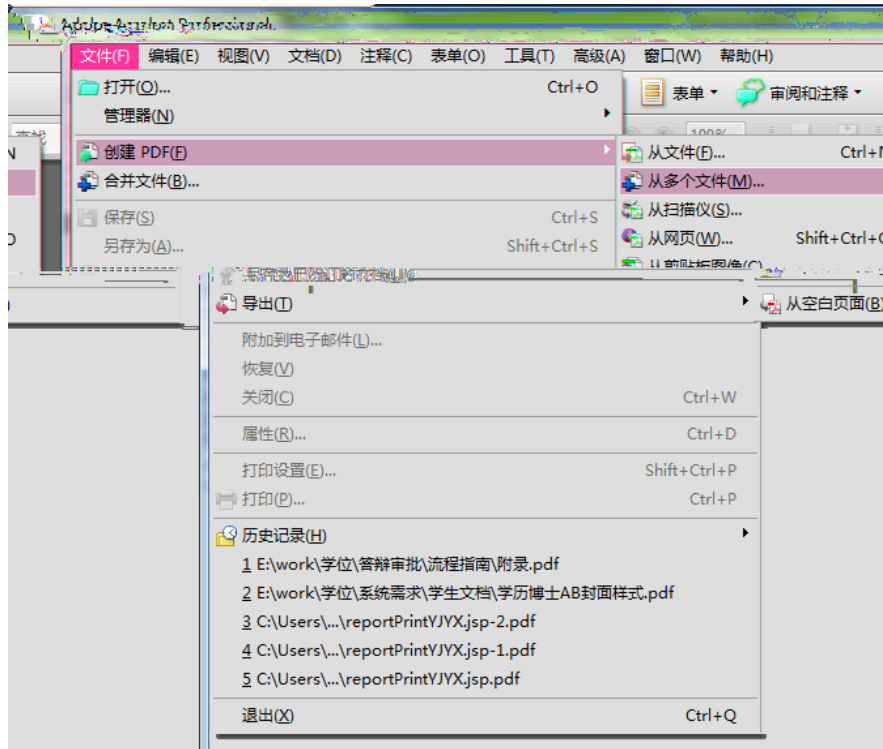 文件(F) 编辑(E) 视图(V) 文档(D) 注释(C) 表单(O) 工具(T) 高级(A) 窗口(W) 帮助(H)
打开(O)... Ctrl+O
表单 审阅和注释
管理器(N)
创建 PDF(F)
从文件(F)...
合并文件(B)...
从多个文件(M)...
保存(S) Ctrl+S
从扫描仪(S)...
另存为(A)... Shift+Ctrl+S
从网页(W)...
导出(T)
从空白页面(B)
附加到电子邮件(L)...
恢复(V)
关闭(C) Ctrl+W
属性(R)... Ctrl+D
打印设置(E)... Shift+Ctrl+P
打印(P)... Ctrl+P
历史记录(H)
1 E:\work\学位\答辩审批\流程指南\附录.pdf
2 E:\work\学位\系统需求\学生文档\学历博士AB封面样式.pdf
3 C:\Users\...\reportPrintYJYX.jsp-2.pdf
4 C:\Users\...\reportPrintYJYX.jsp-1.pdf
5 C:\Users\...\reportPrintYJYX.jsp.pdf
退出(X) Ctrl+Q